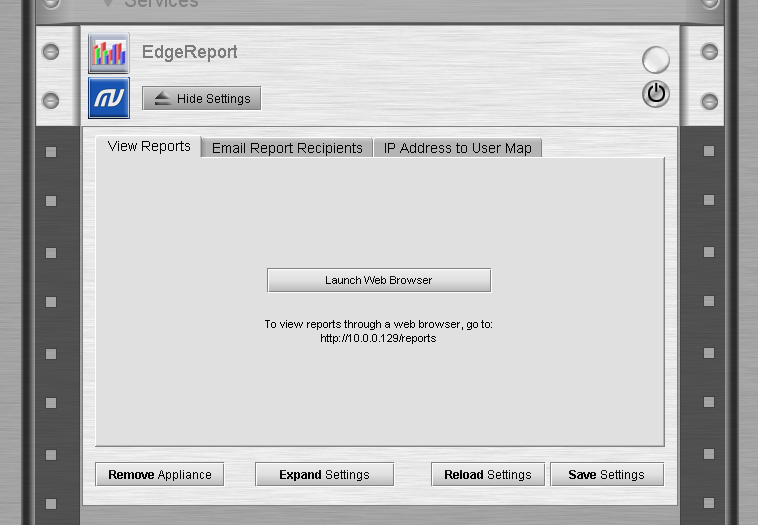 Services
EdgeReport
Hide Settings
View Reports
Email Report Recipients
IP Address to User Map
Launch Web Browser
To view reports through a web browser, go to:
http://10.0.0.129/reports
Remove Appliance
Expand Settings
Reload Settings
Save Settings